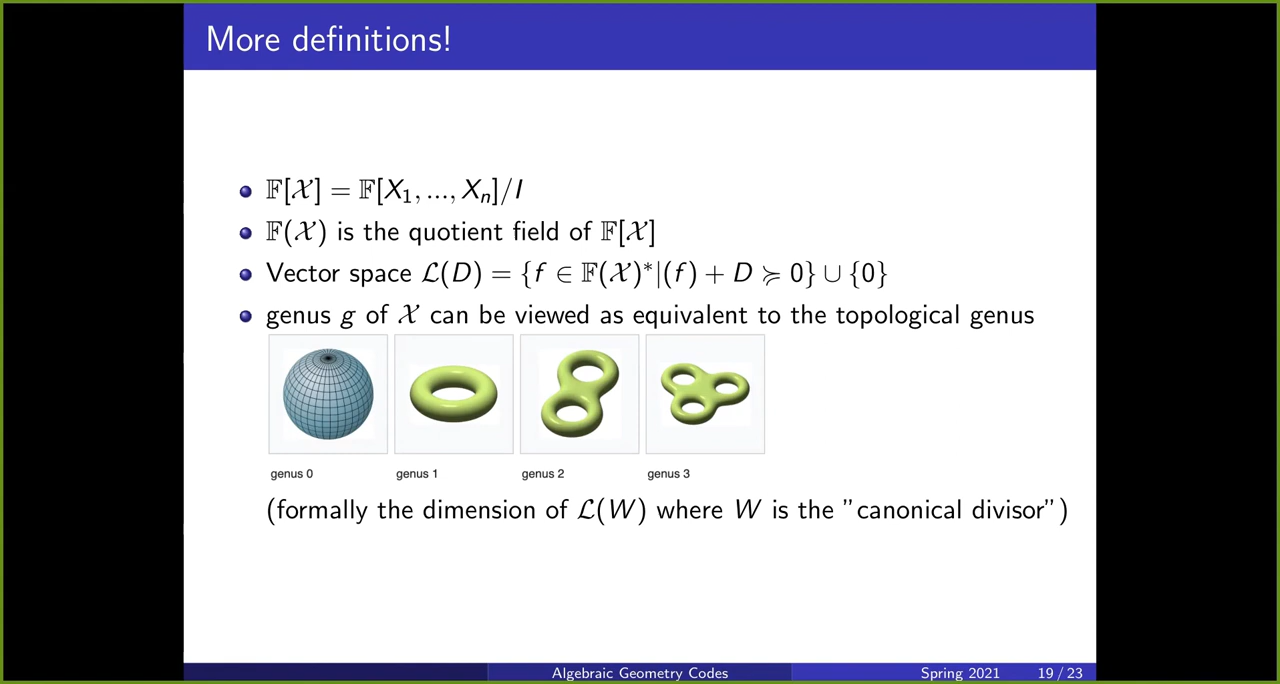 More definitions!
𝔽[𝒳] = 𝔽[X₁, ..., Xₙ]/I
𝔽(𝒳) is the quotient field of 𝔽[𝒳]
Vector space ℒ(D) = {f ∈ 𝔽(𝒳)*|(f) + D ≽ 0} ∪ {0}
genus g of 𝒳 can be viewed as equivalent to the topological genus
genus 0 genus 1 genus 2 genus 3
(formally the dimension of ℒ(W) where W is the "canonical divisor")
Algebraic Geometry Codes Spring 2021 19 / 23